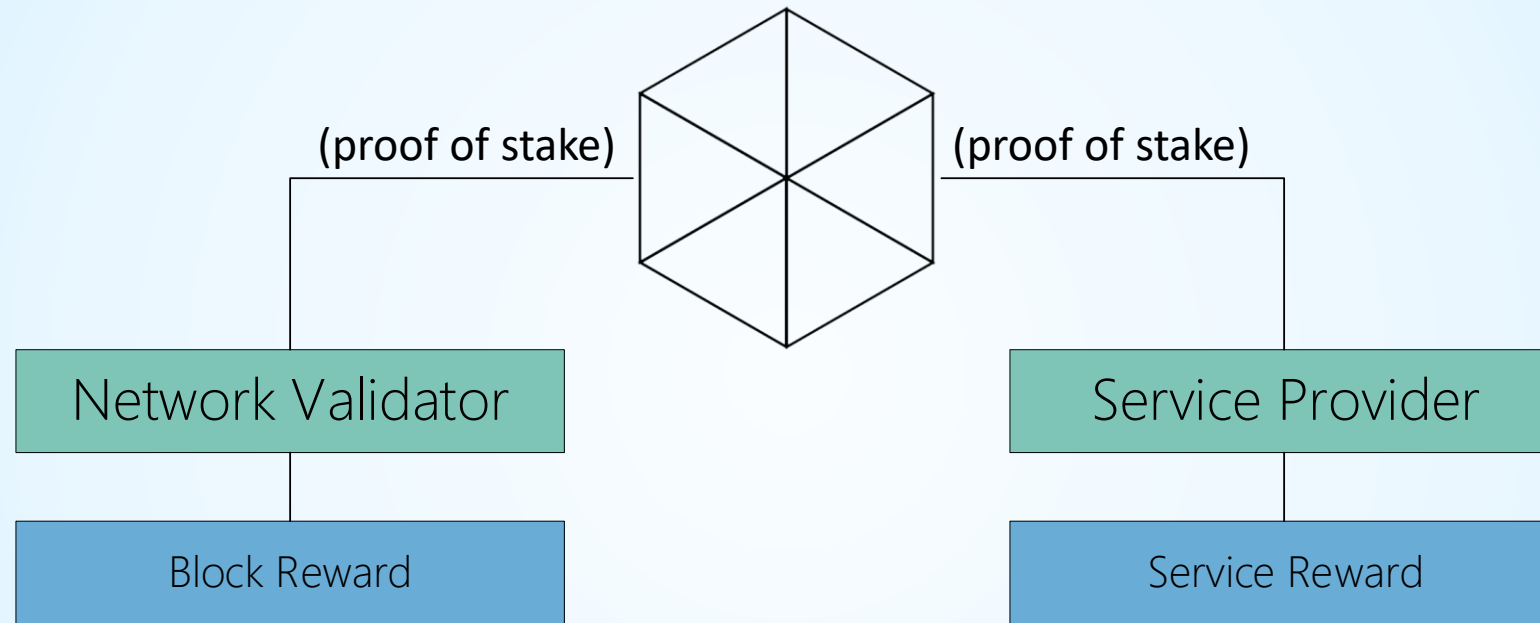 (proof of stake)
(proof of stake)
Network Validator
Service Provider
Block Reward
Service Reward